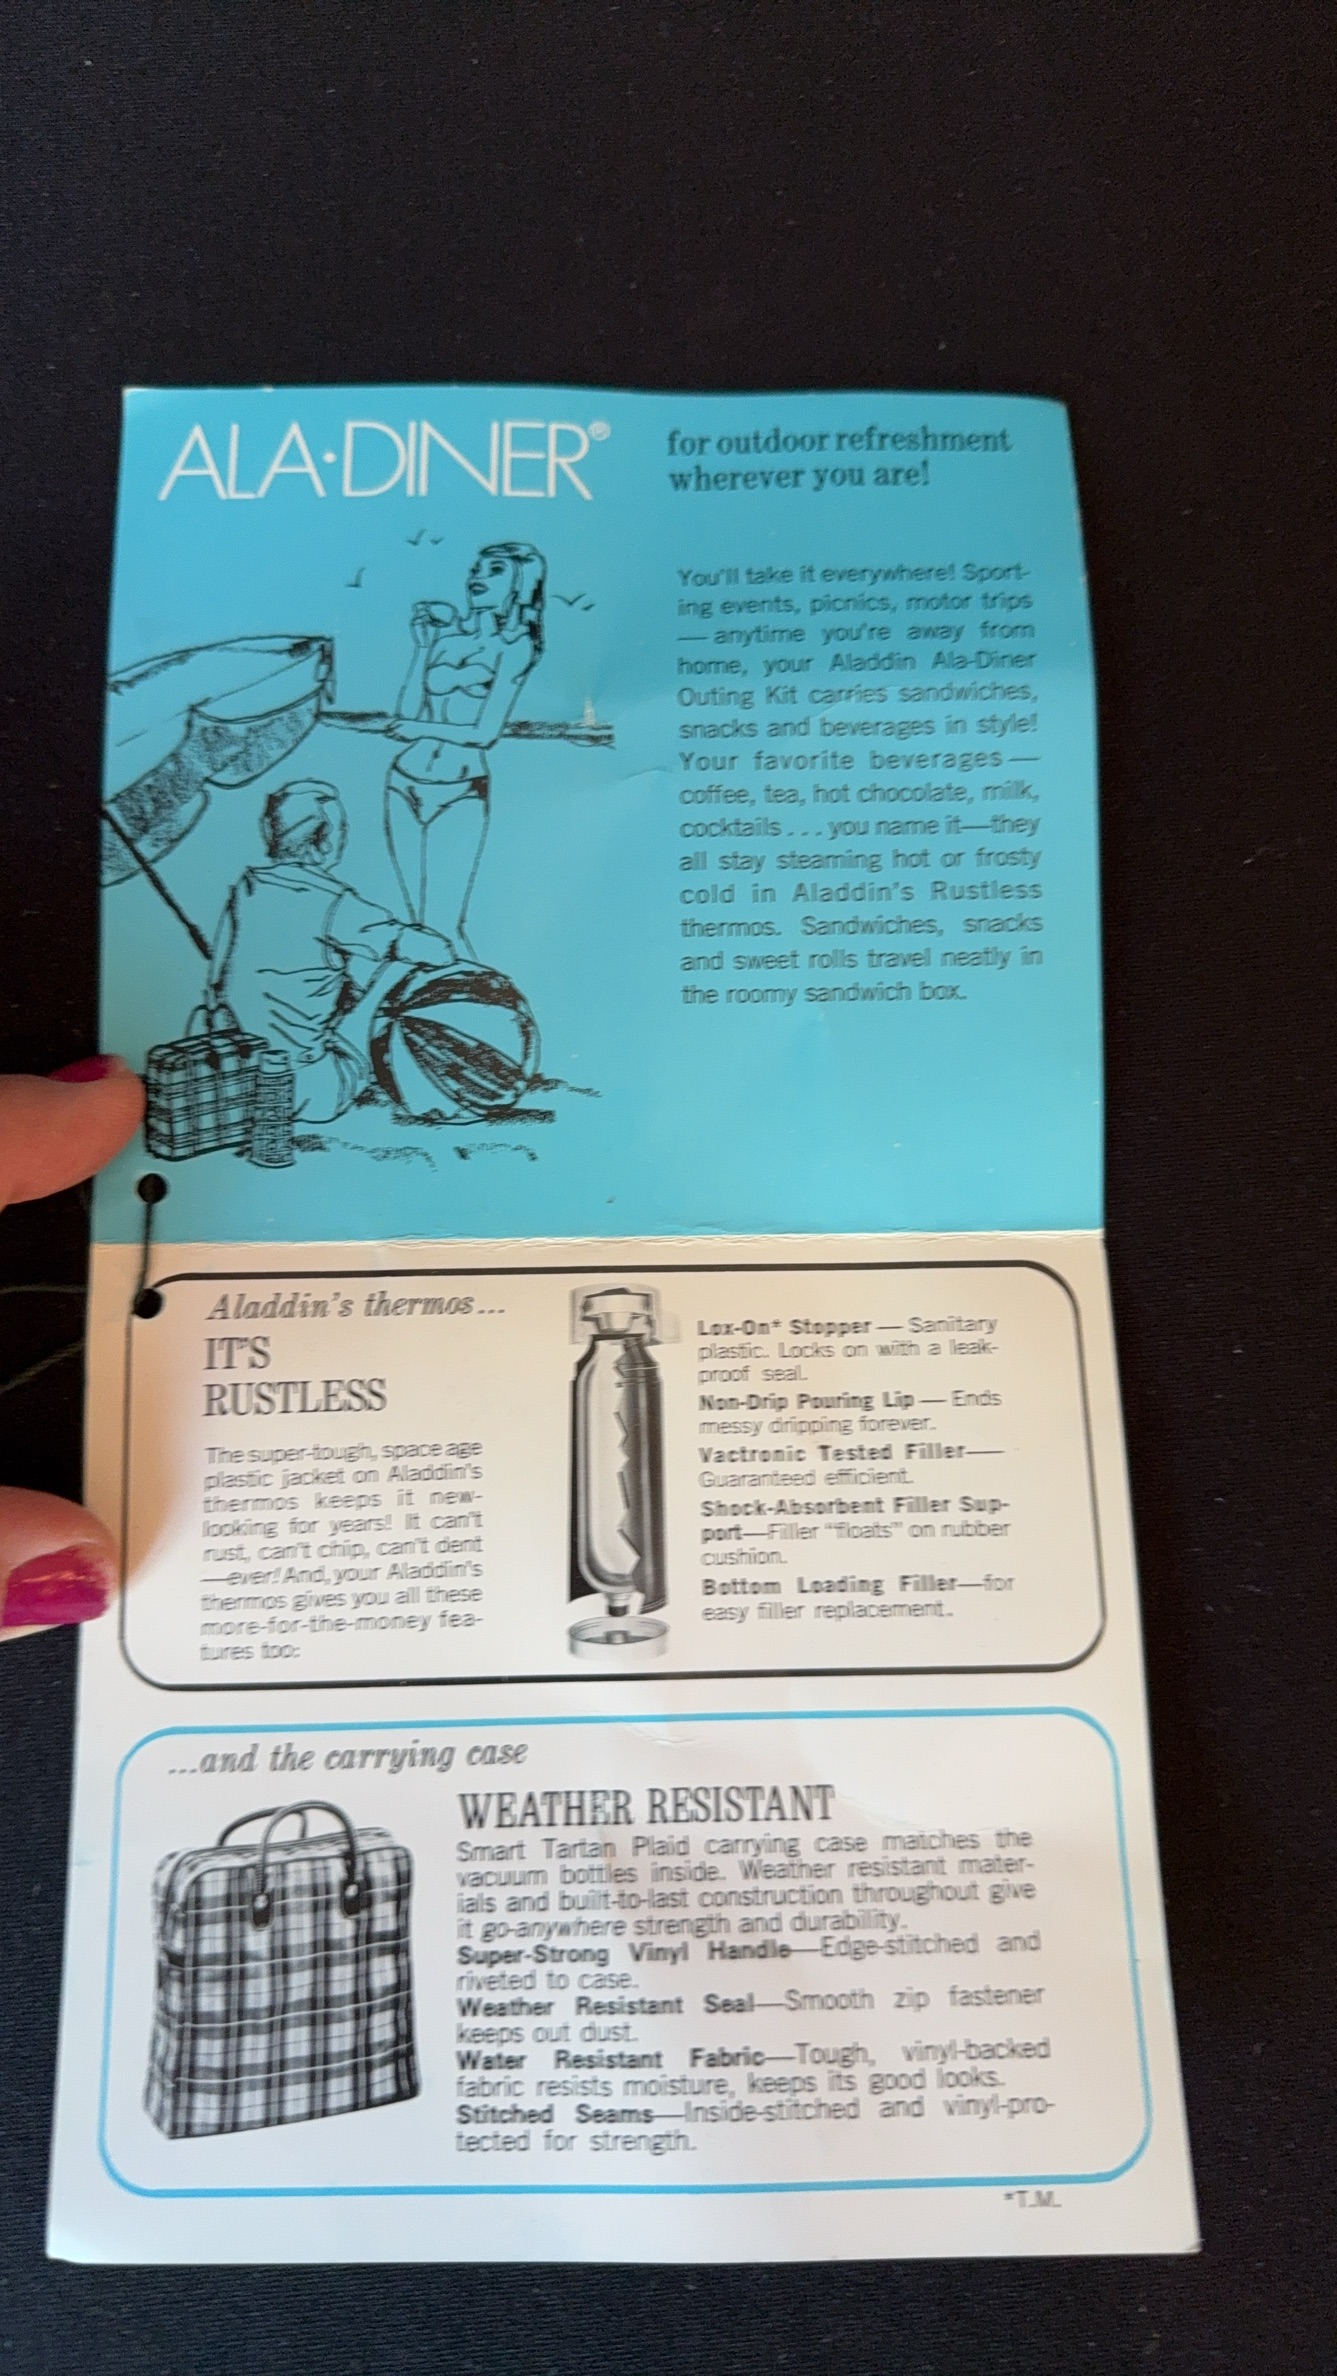 ALA·DINER®
for outdoor refreshment
wherever you are!
You'll take it everywhere! Sport-
ing events, picnics, motor trips
— anytime you're away from
home, your Aladdin Ala-Diner
Outing Kit carries sandwiches,
snacks and beverages in style!
Your favorite beverages—
coffee, tea, hot chocolate, milk,
cocktails . . . you name it—they
all stay steaming hot or frosty
cold in Aladdin's Rustless
thermos. Sandwiches, snacks
and sweet rolls travel neatly in
the roomy sandwich box.
Aladdin's thermos...
IT'S
RUSTLESS
The super-tough, space age
plastic jacket on Aladdin's
thermos keeps it new-
looking for years! It can't
rust, can't chip, can't dent
—ever! And, your Aladdin's
thermos gives you all these
more-for-the-money fea-
tures too:
Lox-On* Stopper — Sanitary
plastic. Locks on with a leak-
proof seal.
Non-Drip Pouring Lip — Ends
messy dripping forever.
Vactronic Tested Filler—
Guaranteed efficient.
Shock-Absorbent Filler Sup-
port—Filler "floats" on rubber
cushion.
Bottom Loading Filler—for
easy filler replacement.
...and the carrying case
WEATHER RESISTANT
Smart Tartan Plaid carrying case matches the
vacuum bottles inside. Weather resistant mater-
ials and built-to-last construction throughout give
it go-anywhere strength and durability.
Super-Strong Vinyl Handle—Edge-stitched and
riveted to case.
Weather Resistant Seal—Smooth zip fastener
keeps out dust.
Water Resistant Fabric—Tough, vinyl-backed
fabric resists moisture, keeps its good looks.
Stitched Seams—Inside-stitched and vinyl-pro-
tected for strength.
*T.M.